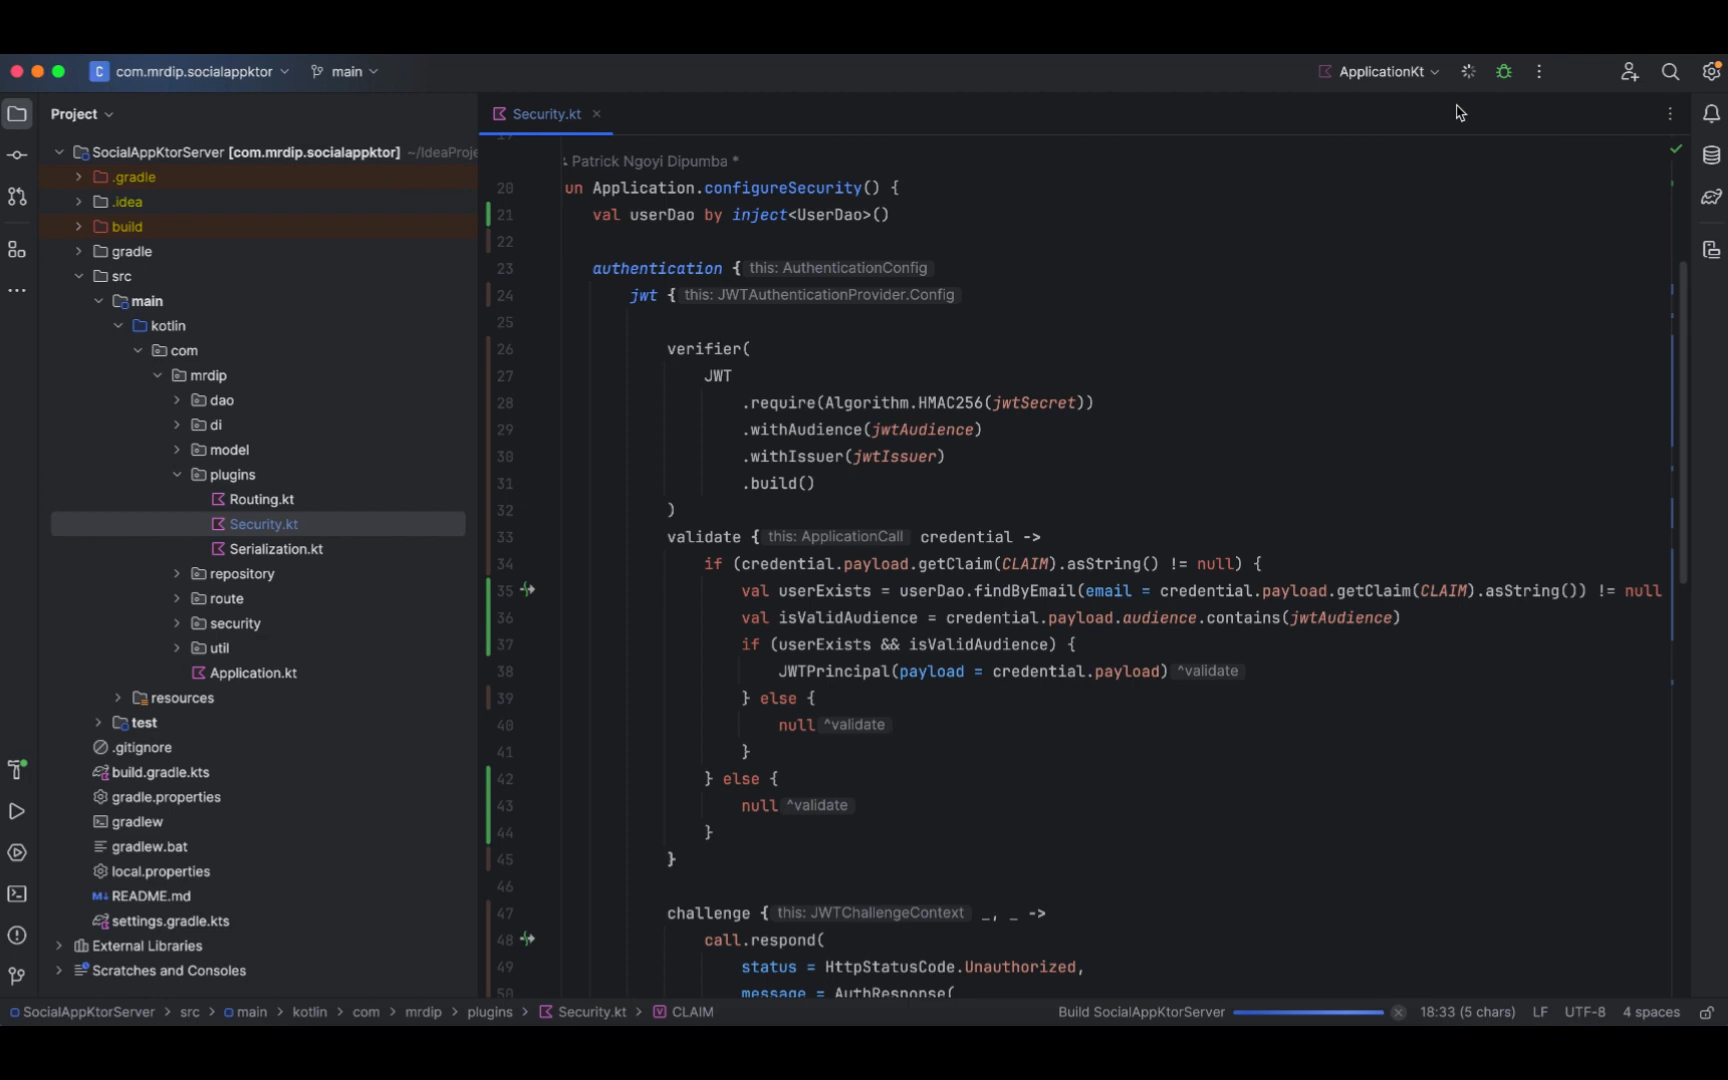 C com.mrdip.socialappktor main ApplicationKt
Project
Security.kt
SocialAppKtorServer [com.mrdip.socialappktor] ~/IdeaProje
.gradle
.idea
build
gradle
src
main
kotlin
com
mrdip
dao
di
model
plugins
Routing.kt
Security.kt
Serialization.kt
repository
route
security
util
Application.kt
resources
test
.gitignore
build.gradle.kts
gradle.properties
gradlew
gradlew.bat
local.properties
M↓ README.md
settings.gradle.kts
External Libraries
Scratches and Consoles
Patrick Ngoyi Dipumba *
20 un Application.configureSecurity() {
21 val userDao by inject<UserDao>()
22
23 authentication { this: AuthenticationConfig
24 jwt { this: JWTAuthenticationProvider.Config
25
26 verifier(
27 JWT
28 .require(Algorithm.HMAC256(jwtSecret))
29 .withAudience(jwtAudience)
30 .withIssuer(jwtIssuer)
31 .build()
32 )
33 validate { this: ApplicationCall credential ->
34 if (credential.payload.getClaim(CLAIM).asString() != null) {
35 val userExists = userDao.findByEmail(email = credential.payload.getClaim(CLAIM).asString()) != null
36 val isValidAudience = credential.payload.audience.contains(jwtAudience)
37 if (userExists && isValidAudience) {
38 JWTPrincipal(payload = credential.payload) ^validate
39 } else {
40 null ^validate
41 }
42 } else {
43 null ^validate
44 }
45 }
46
47 challenge { this: JWTChallengeContext _, _ ->
48 call.respond(
49 status = HttpStatusCode.Unauthorized,
50 message = AuthResponse(
SocialAppKtorServer > src > main > kotlin > com > mrdip > plugins > Security.kt > CLAIM Build SocialAppKtorServer 18:33 (5 chars) LF UTF-8 4 spaces